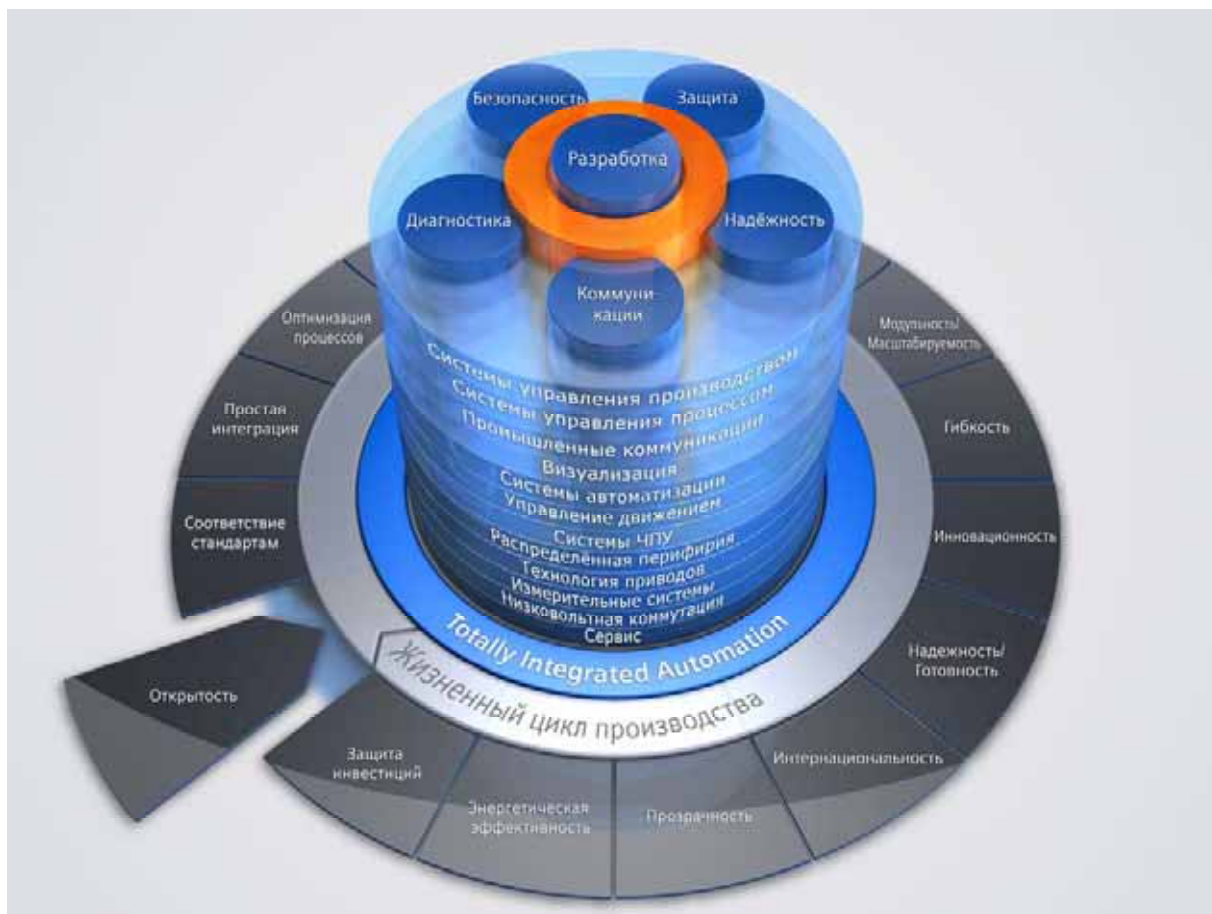 Безопасность
Защита
Разработка
Диагностика
Надёжность
Коммуни-
кации
Системы управления производством
Системы управления процессом
Промышленные коммуникации
Визуализация
Системы автоматизации
Управление движением
Системы ЧПУ
Распределённая перифирия
Технология приводов
Измерительные системы
Низковольтная коммутация
Сервис
Totally Integrated Automation
Жизненный цикл производства
Оптимизация
процессов
Простая
интеграция
Соответствие
стандартам
Открытость
Защита
инвестиций
Энергетическая
эффективность
Прозрачность
Интернациональность
Надежность/
Готовность
Инновационность
Гибкость
Модульность/
Масштабируемость